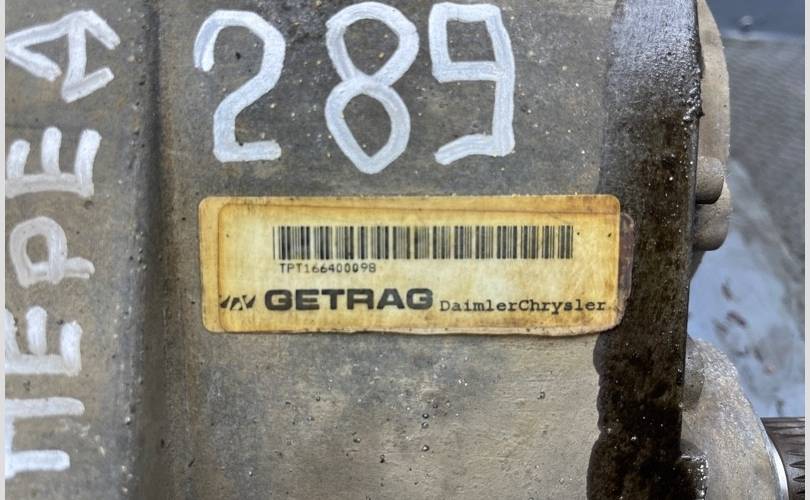 289
TPT166400098
GETRAG DaimlerChrysler
ПЕРЕД